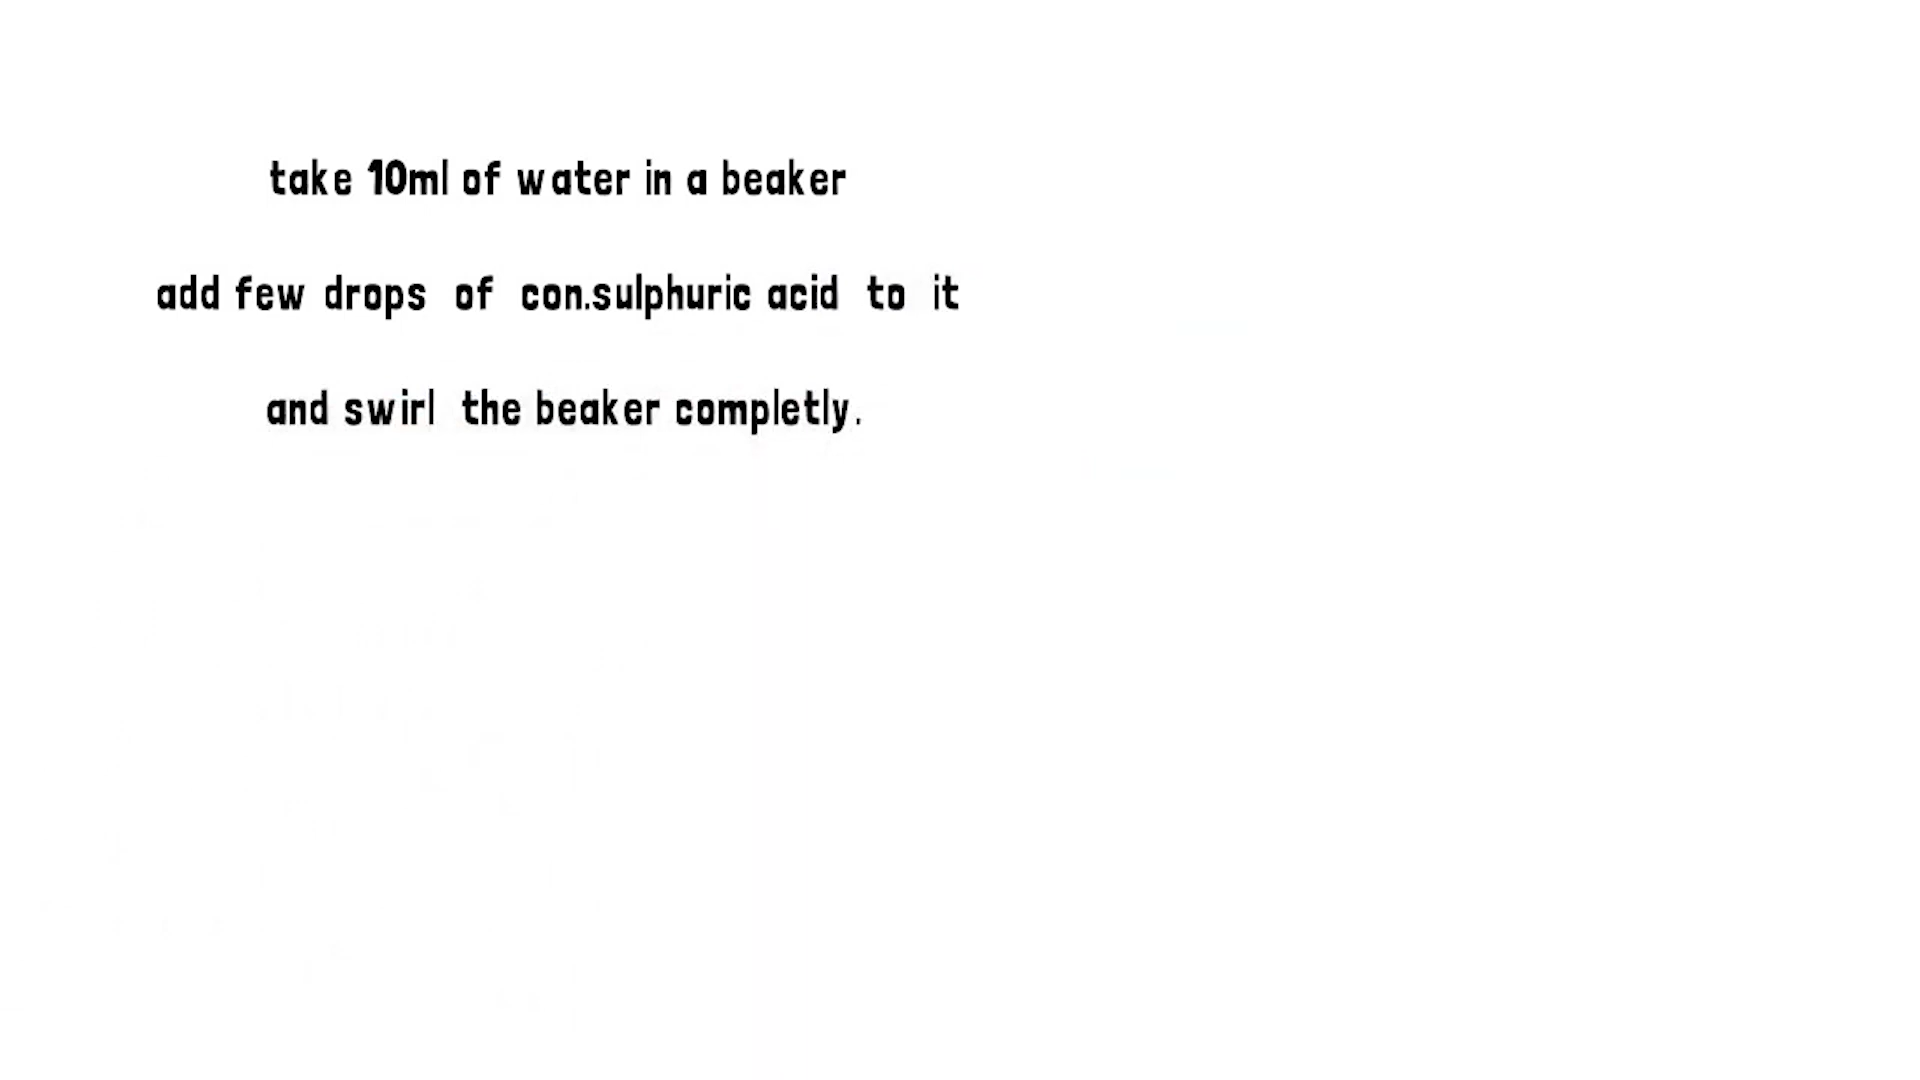 take 10ml of water in a beaker
add few drops of con.sulphuric acid to it
and swirl the beaker completly.